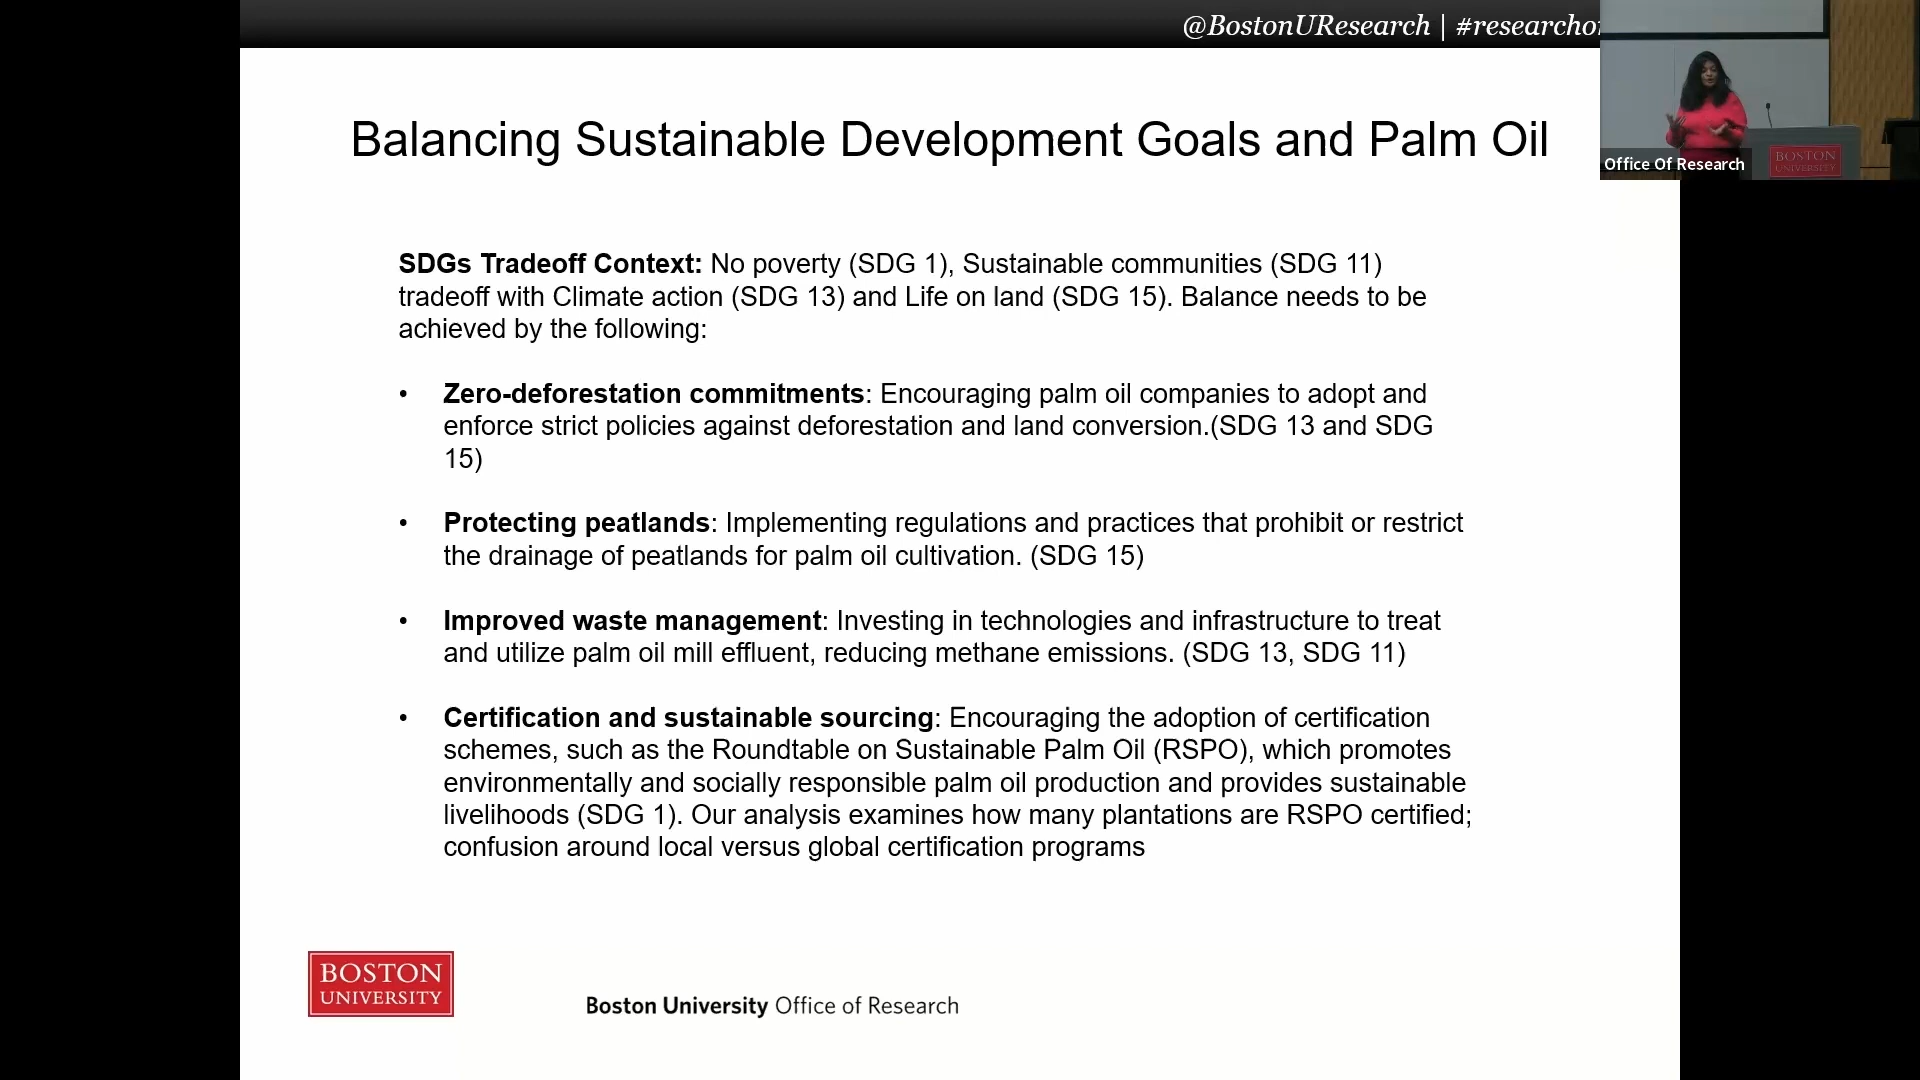 @BostonUResearch | #researcho
Balancing Sustainable Development Goals and Palm Oil
Office Of Research
BOSTON
UNIVERSITY
SDGs Tradeoff Context: No poverty (SDG 1), Sustainable communities (SDG 11)
tradeoff with Climate action (SDG 13) and Life on land (SDG 15). Balance needs to be
achieved by the following:
• Zero-deforestation commitments: Encouraging palm oil companies to adopt and
enforce strict policies against deforestation and land conversion.(SDG 13 and SDG
15)
• Protecting peatlands: Implementing regulations and practices that prohibit or restrict
the drainage of peatlands for palm oil cultivation. (SDG 15)
• Improved waste management: Investing in technologies and infrastructure to treat
and utilize palm oil mill effluent, reducing methane emissions. (SDG 13, SDG 11)
• Certification and sustainable sourcing: Encouraging the adoption of certification
schemes, such as the Roundtable on Sustainable Palm Oil (RSPO), which promotes
environmentally and socially responsible palm oil production and provides sustainable
livelihoods (SDG 1). Our analysis examines how many plantations are RSPO certified;
confusion around local versus global certification programs
BOSTON
UNIVERSITY
Boston University Office of Research